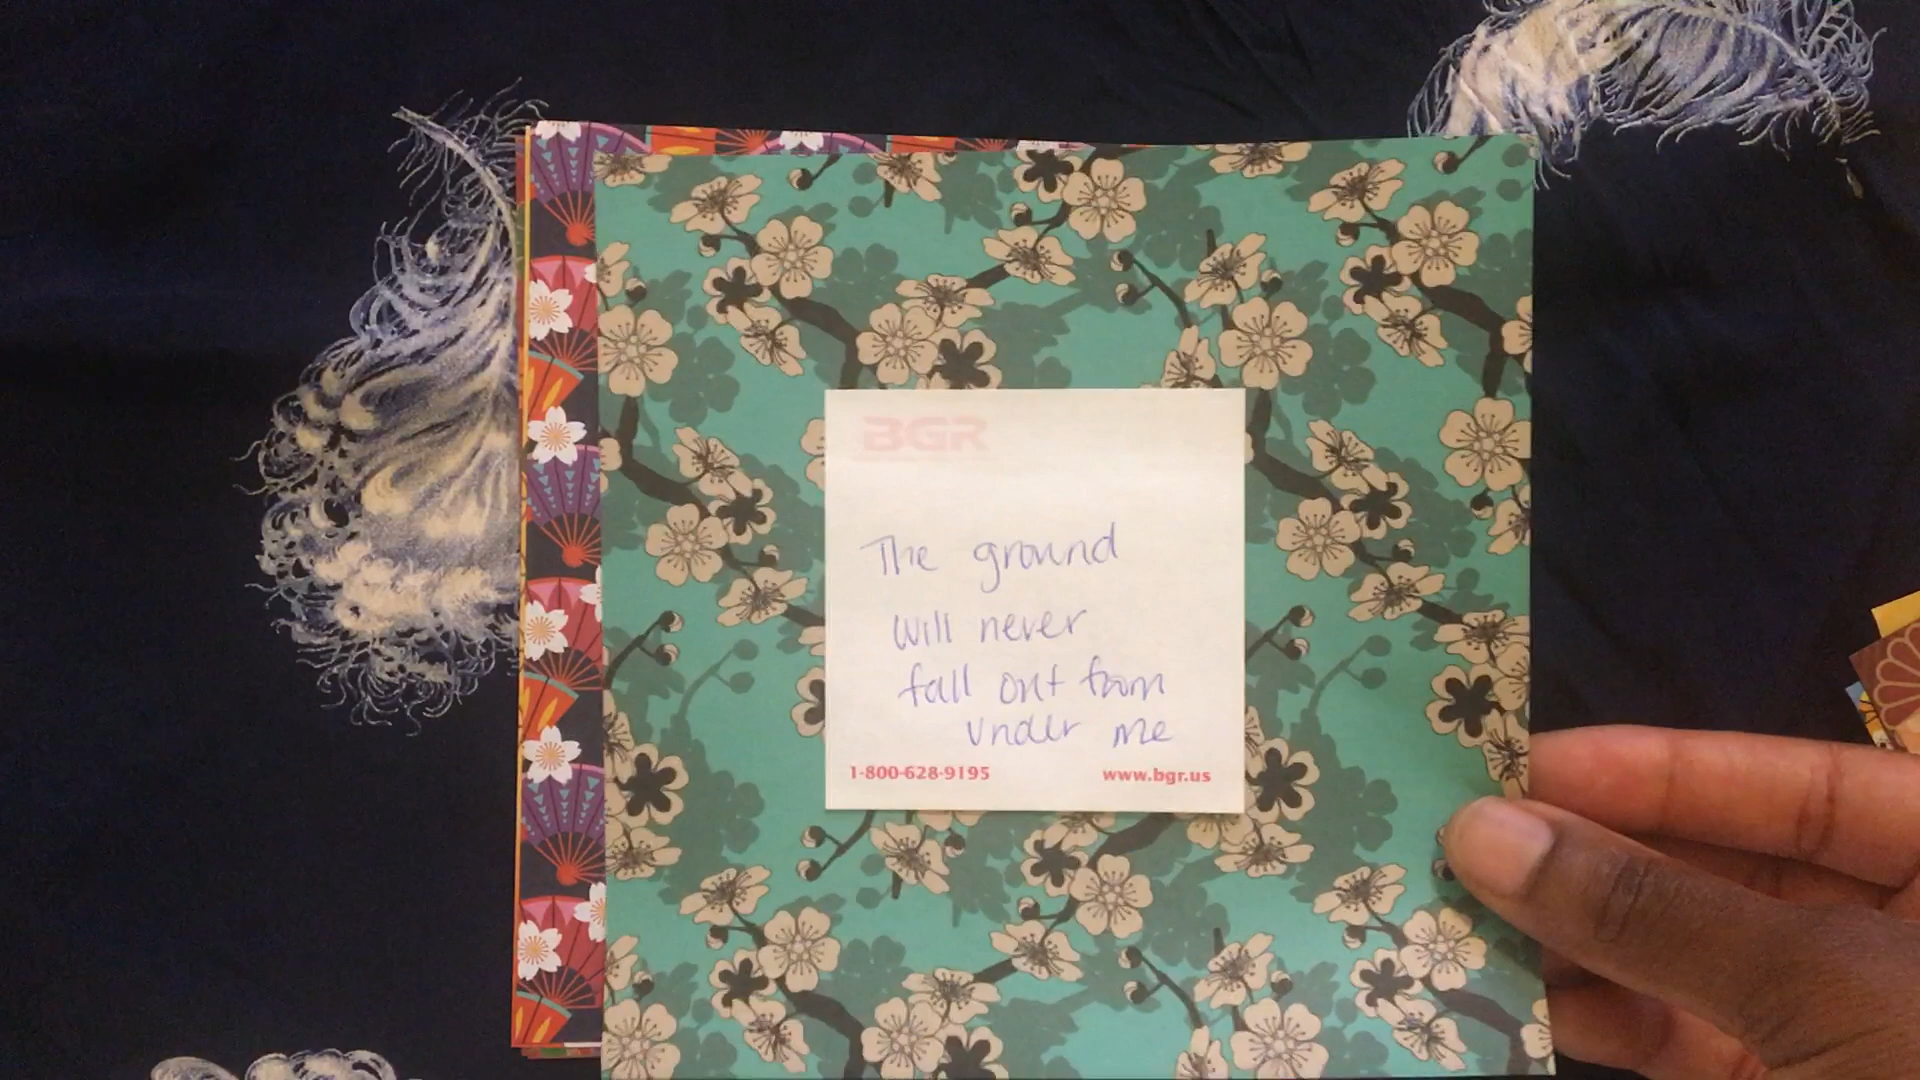 BGR
The ground
will never
fall out from
under me
1-800-628-9195 www.bgr.us